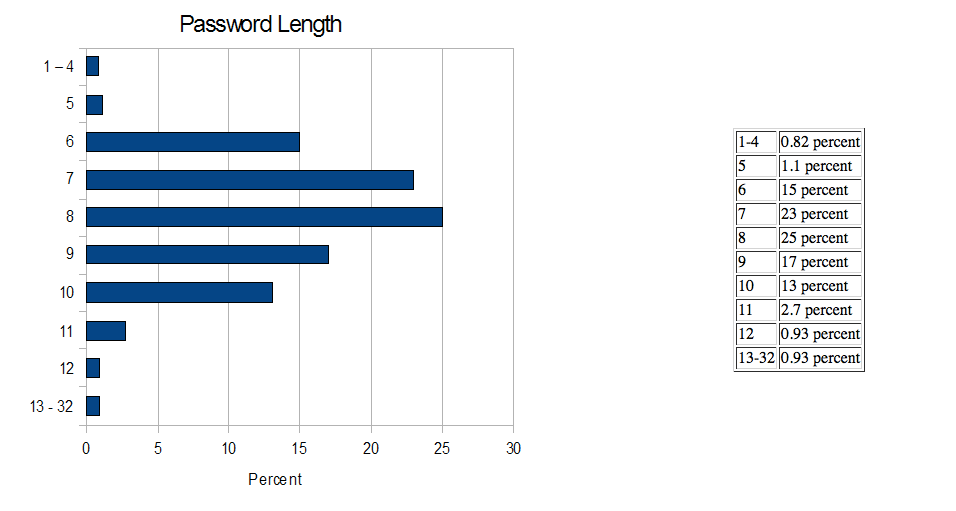 Password Length
1 – 4
5
6
7
8
9
10
11
12
13 - 32
0 5 10 15 20 25 30
Percent
1-4 0.82 percent
5 1.1 percent
6 15 percent
7 23 percent
8 25 percent
9 17 percent
10 13 percent
11 2.7 percent
12 0.93 percent
13-32 0.93 percent